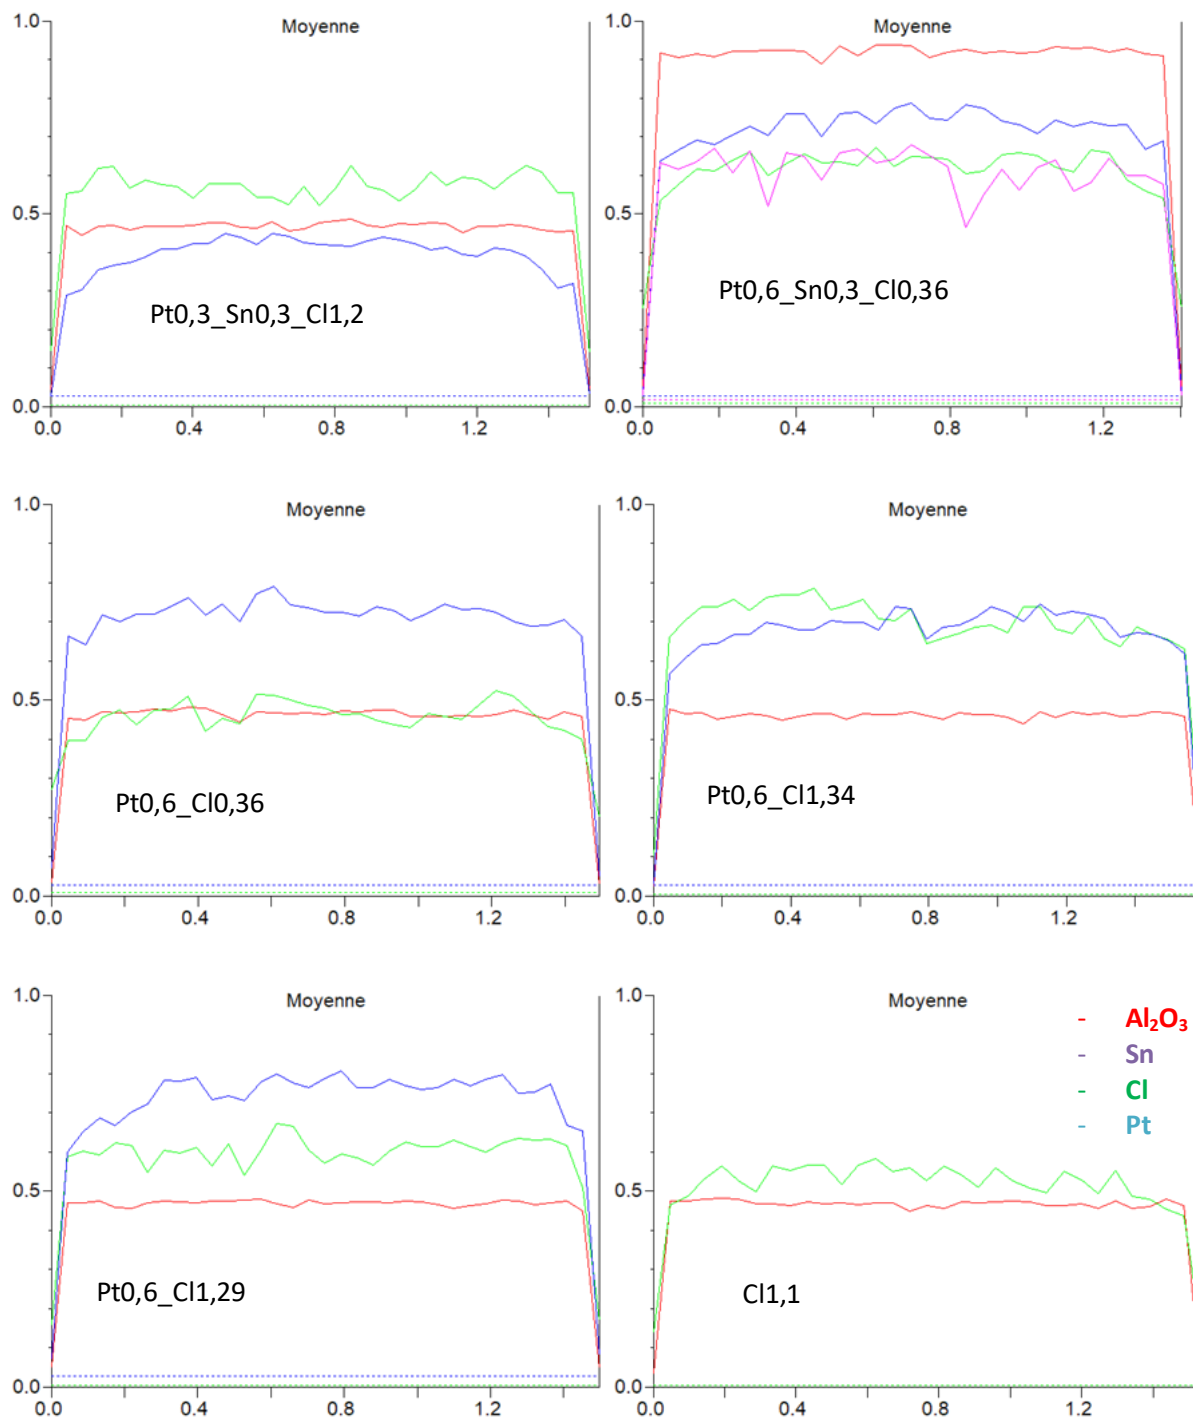 Moyenne
1.0
0.5
0.0
0.0 0.4 0.8 1.2
Pt0,3_Sn0,3_Cl1,2
Moyenne
1.0
0.5
0.0
0.0 0.4 0.8 1.2
Pt0,6_Sn0,3_Cl0,36
Moyenne
1.0
0.5
0.0
0.0 0.4 0.8 1.2
Pt0,6_Cl0,36
Moyenne
1.0
0.5
0.0
0.0 0.4 0.8 1.2
Pt0,6_Cl1,34
Moyenne
1.0
0.5
0.0
0.0 0.4 0.8 1.2
Pt0,6_Cl1,29
Moyenne
1.0
0.5
0.0
0.0 0.4 0.8 1.2
Cl1,1
- Al₂O₃
- Sn
- Cl
- Pt